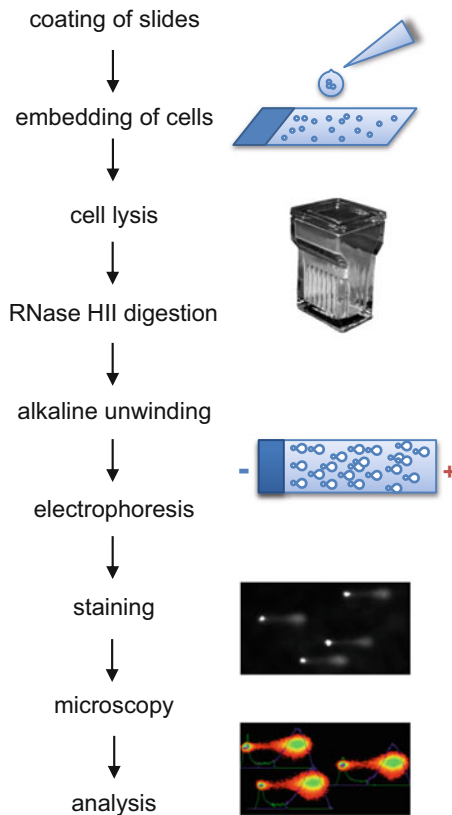 coating of slides
embedding of cells
cell lysis
RNase HII digestion
alkaline unwinding
- +
electrophoresis
staining
microscopy
analysis